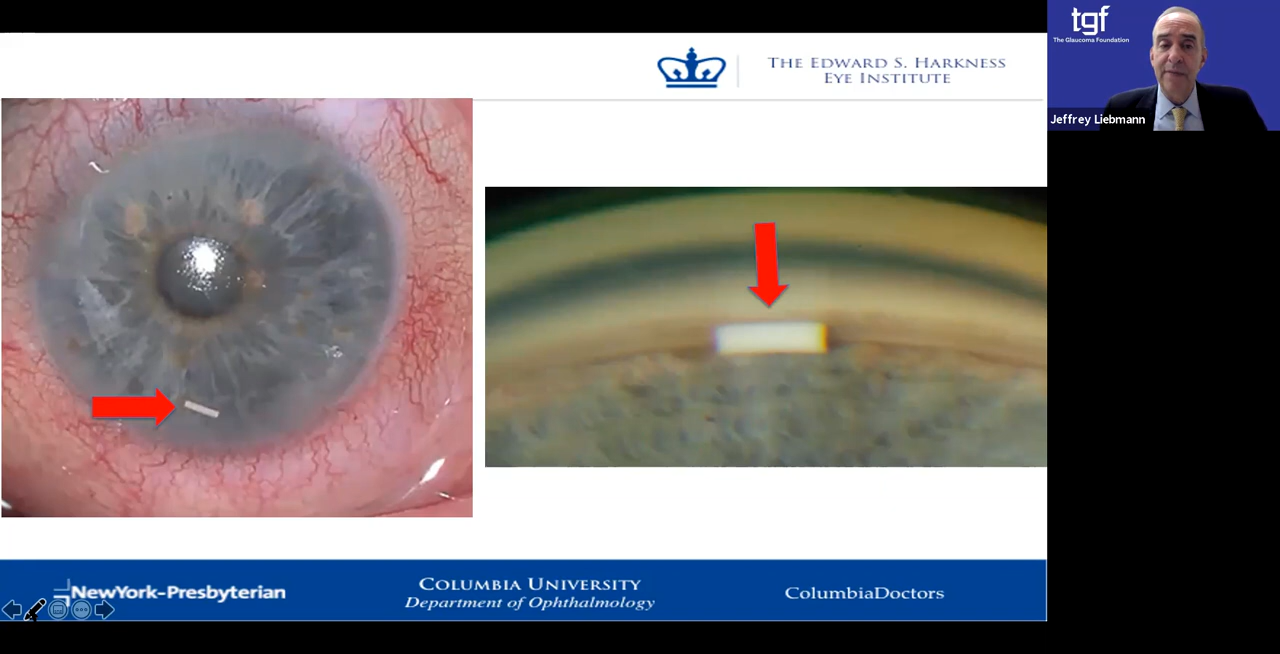 THE EDWARD S. HARKNESS
EYE INSTITUTE
tgf
The Glaucoma Foundation
Jeffrey Liebmann
NewYork-Presbyterian
COLUMBIA UNIVERSITY
Department of Ophthalmology
ColumbiaDoctors